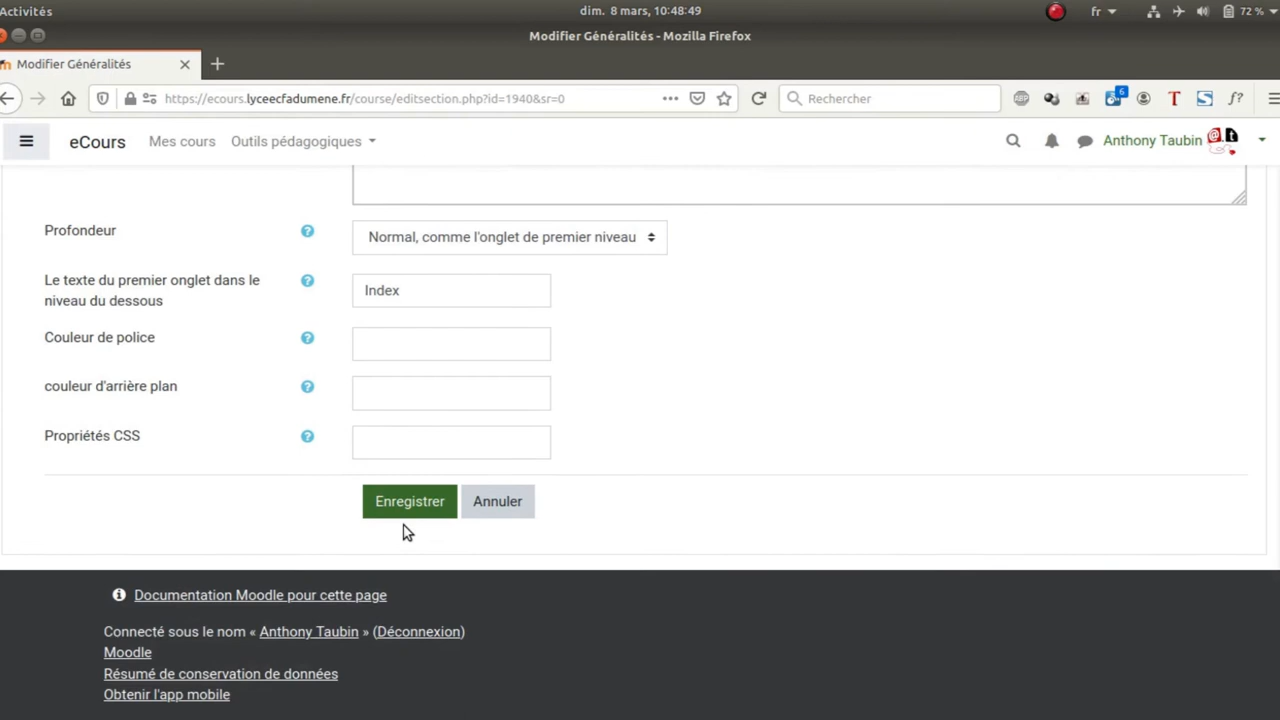 Activités dim. 8 mars, 10:48:49 fr 72 %
Modifier Généralités - Mozilla Firefox
Modifier Généralités
https://ecours.lyceecfadumene.fr/course/editsection.php?id=1940&sr=0 Rechercher ABP 6 T S f?
eCours Mes cours Outils pédagogiques Anthony Taubin @ t
Profondeur Normal, comme l'onglet de premier niveau
Le texte du premier onglet dans le
niveau du dessous
Index
Couleur de police
couleur d'arrière plan
Propriétés CSS
Enregistrer Annuler
Documentation Moodle pour cette page
Connecté sous le nom « Anthony Taubin » (Déconnexion)
Moodle
Résumé de conservation de données
Obtenir l'app mobile